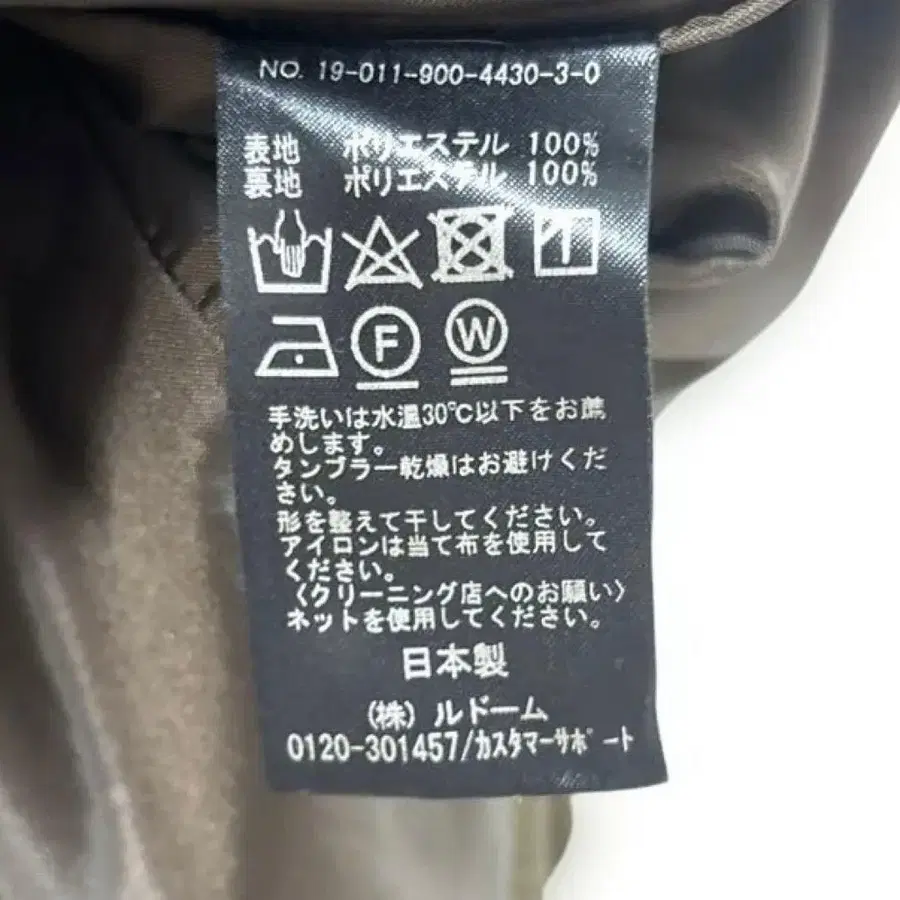 NO. 19-011-900-4430-3-0
表地 ポリエステル 100%
裏地 ポリエステル 100%
F W
手洗いは水温30℃以下をお薦
めします。
タンブラー乾燥はお避けくだ
さい。
形を整えて干してください。
アイロンは当て布を使用して
ください。
〈クリーニング店へのお願い〉
ネットを使用してください。
日本製
(株) ルドーム
0120-301457/ｶｽﾀﾏｰｻﾎﾟｰﾄ